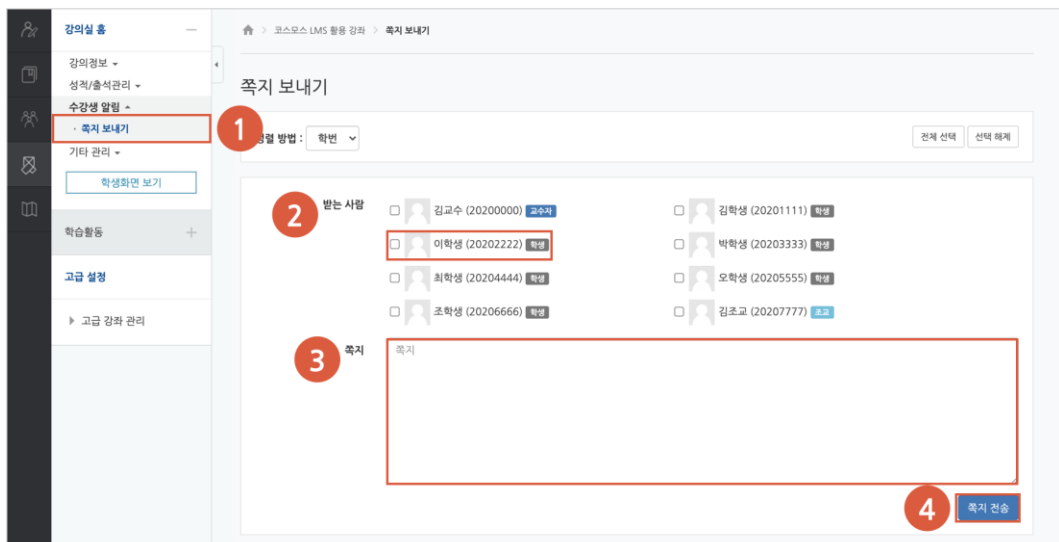 강의실 홈
강의정보
성적/출석관리
수강생 알림
· 쪽지 보내기
기타 관리
학생화면 보기
학습활동
고급 설정
고급 강좌 관리
코스모스 LMS 활용 강좌 > 쪽지 보내기
쪽지 보내기
1
방법 : 학번
전체 선택 선택 해제
2
받는 사람
김교수 (20200000) 교수자 김학생 (20201111) 학생
이학생 (20202222) 학생 박학생 (20203333) 학생
최학생 (20204444) 학생 오학생 (20205555) 학생
조학생 (20206666) 학생 김조교 (20207777) 조교
3
쪽지
쪽지
4
쪽지 전송